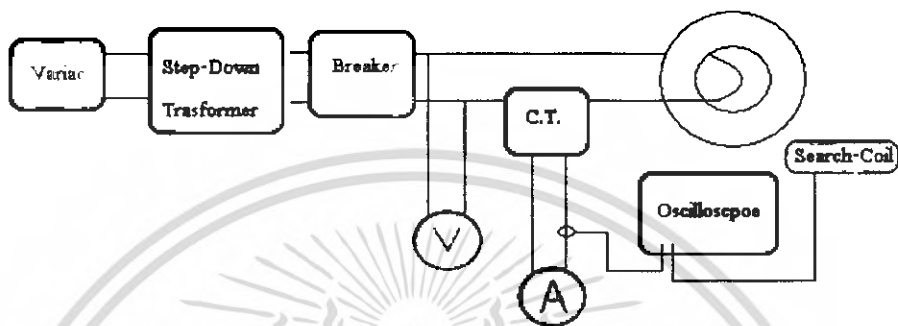 Variac
Step-Down
Trasformer
Breaker
C.T.
Search-Coil
Oscilloscpoe
V
A